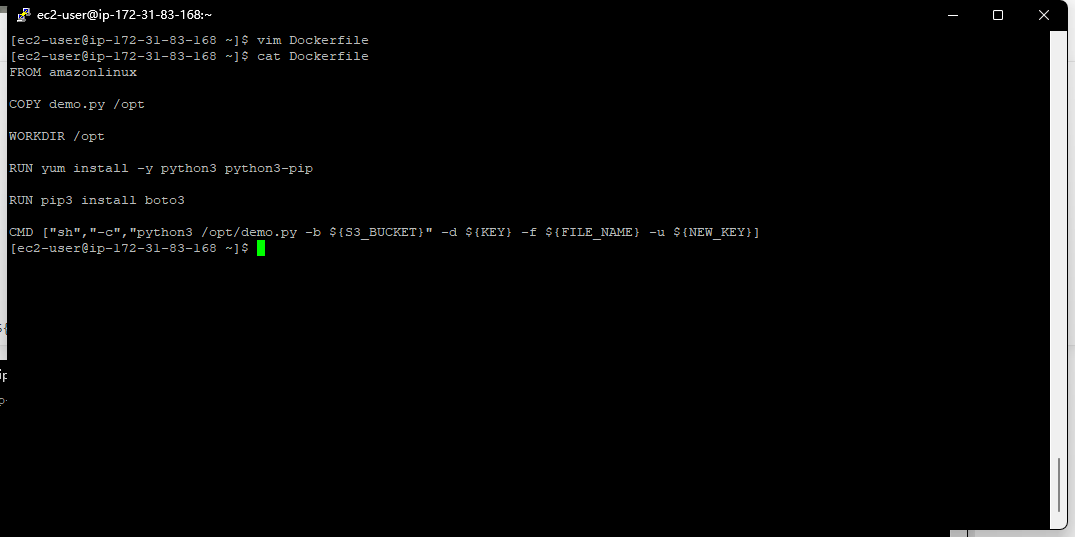 ec2-user@ip-172-31-83-168:~
[ec2-user@ip-172-31-83-168 ~]$ vim Dockerfile
[ec2-user@ip-172-31-83-168 ~]$ cat Dockerfile
FROM amazonlinux
COPY demo.py /opt
WORKDIR /opt
RUN yum install -y python3 python3-pip
RUN pip3 install boto3
CMD ["sh","-c","python3 /opt/demo.py -b ${S3_BUCKET}" -d ${KEY} -f ${FILE_NAME} -u ${NEW_KEY}]
[ec2-user@ip-172-31-83-168 ~]$
ip